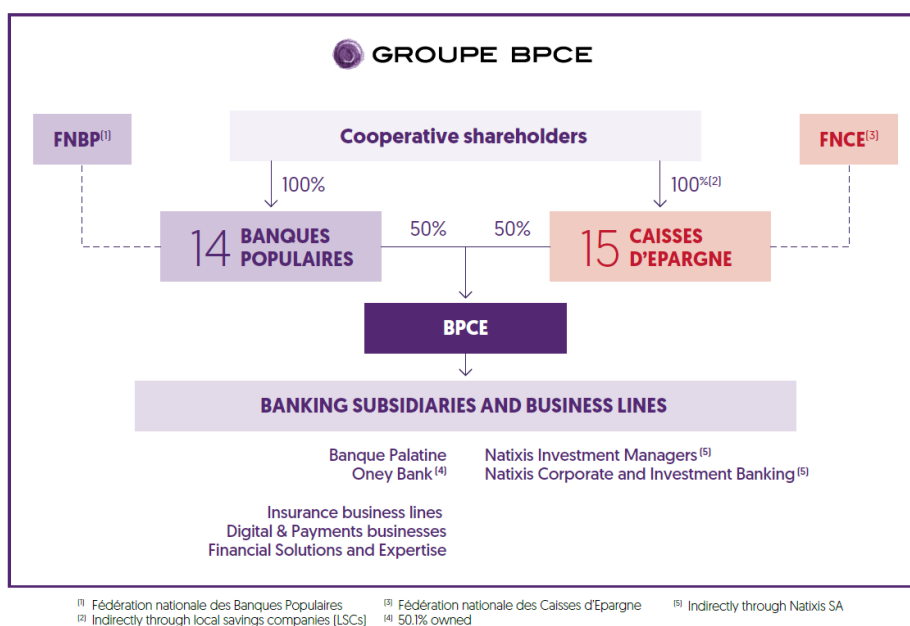 GROUPE BPCE
FNBP(1)
Cooperative shareholders
FNCE(3)
100%
100%(2)
14 BANQUES
POPULAIRES
50%
50%
15 CAISSES
D'EPARGNE
BPCE
BANKING SUBSIDIARIES AND BUSINESS LINES
Banque Palatine
Oney Bank(4)
Natixis Investment Managers(5)
Natixis Corporate and Investment Banking(5)
Insurance business lines
Digital & Payments businesses
Financial Solutions and Expertise
(1) Fédération nationale des Banques Populaires
(2) Indirectly through local savings companies (LSCs)
(3) Fédération nationale des Caisses d'Epargne
(4) 50.1% owned
(5) Indirectly through Natixis SA